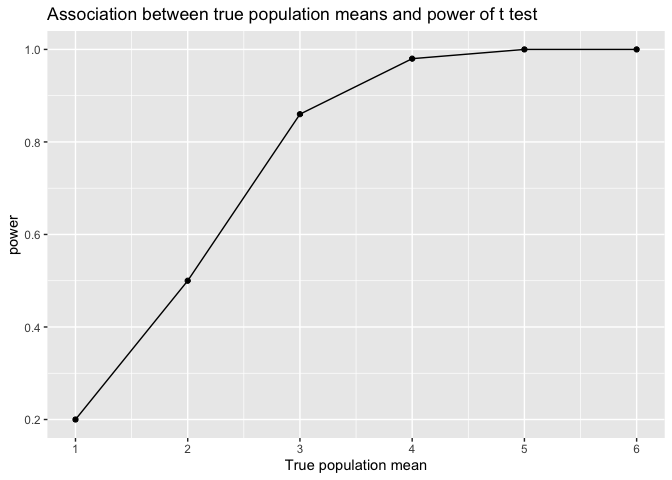 Association between true population means and power of t test
power
1.0
0.8
0.6
0.4
0.2
1 2 3 4 5 6
True population mean